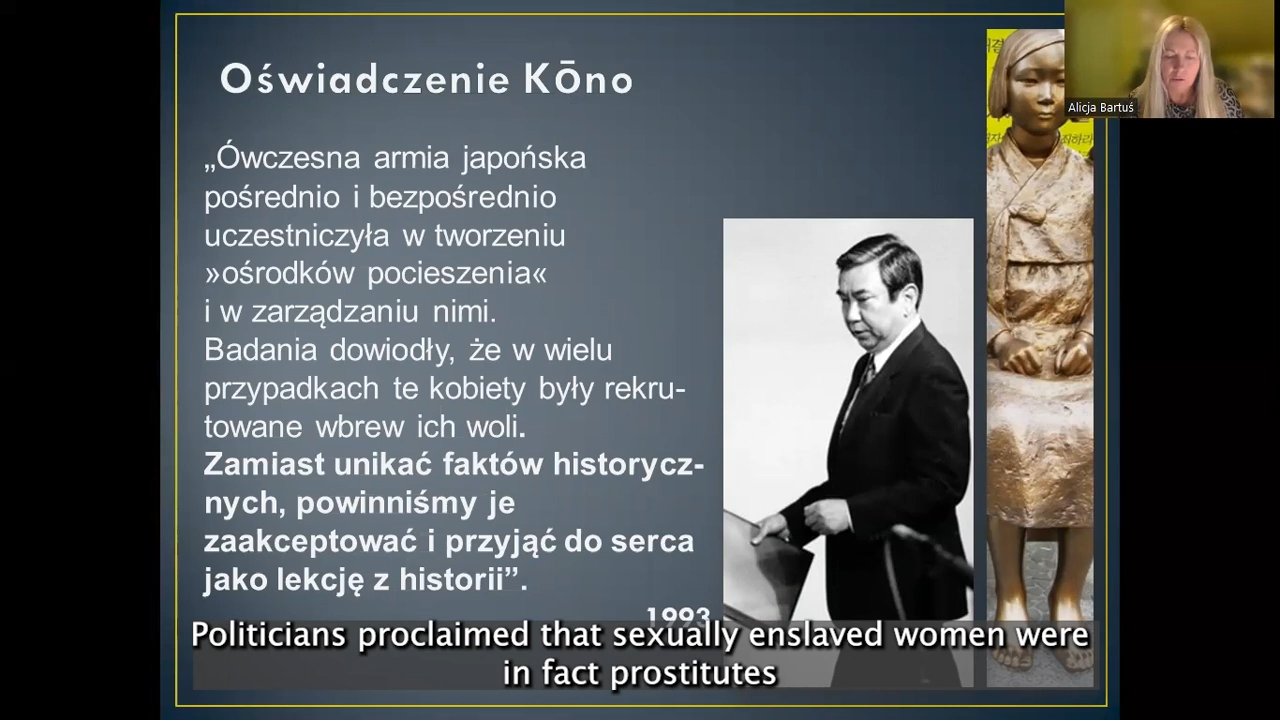 Oświadczenie Kōno
„Ówczesna armia japońska
pośrednio i bezpośrednio
uczestniczyła w tworzeniu
»ośrodków pocieszenia«
i w zarządzaniu nimi.
Badania dowiodły, że w wielu
przypadkach te kobiety były rekru-
towane wbrew ich woli.
Zamiast unikać faktów historycz-
nych, powinniśmy je
zaakceptować i przyjąć do serca
jako lekcję z historii”.
1993
Alicja Bartuś
Politicians proclaimed that sexually enslaved women were
in fact prostitutes